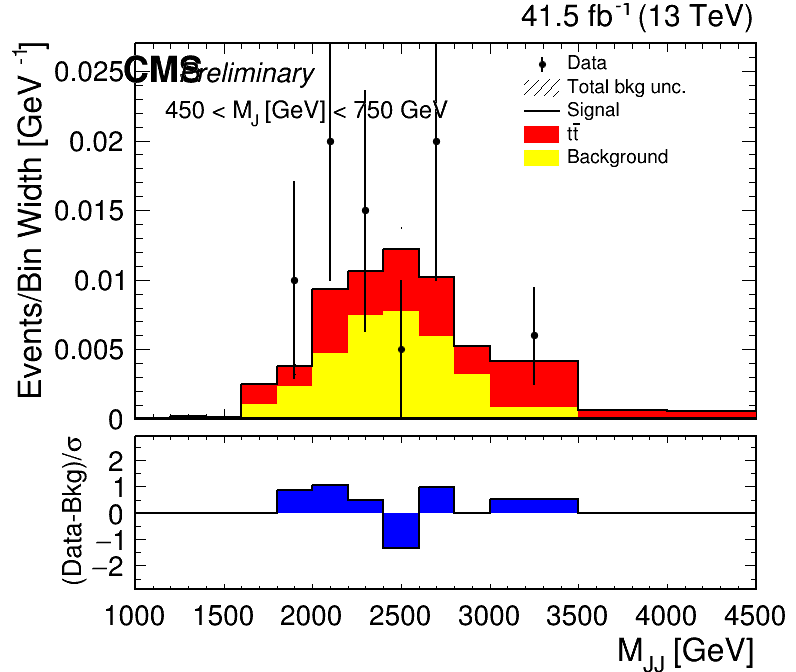 41.5 fb⁻¹ (13 TeV)
CMS Preliminary
450 < M_J [GeV] < 750 GeV
Data
Total bkg unc.
Signal
tt̄
Background
Events/Bin Width [GeV⁻¹]
0.025
0.02
0.015
0.01
0.005
0
(Data-Bkg)/σ
2
1
0
−1
−2
1000 1500 2000 2500 3000 3500 4000 4500
M_JJ [GeV]